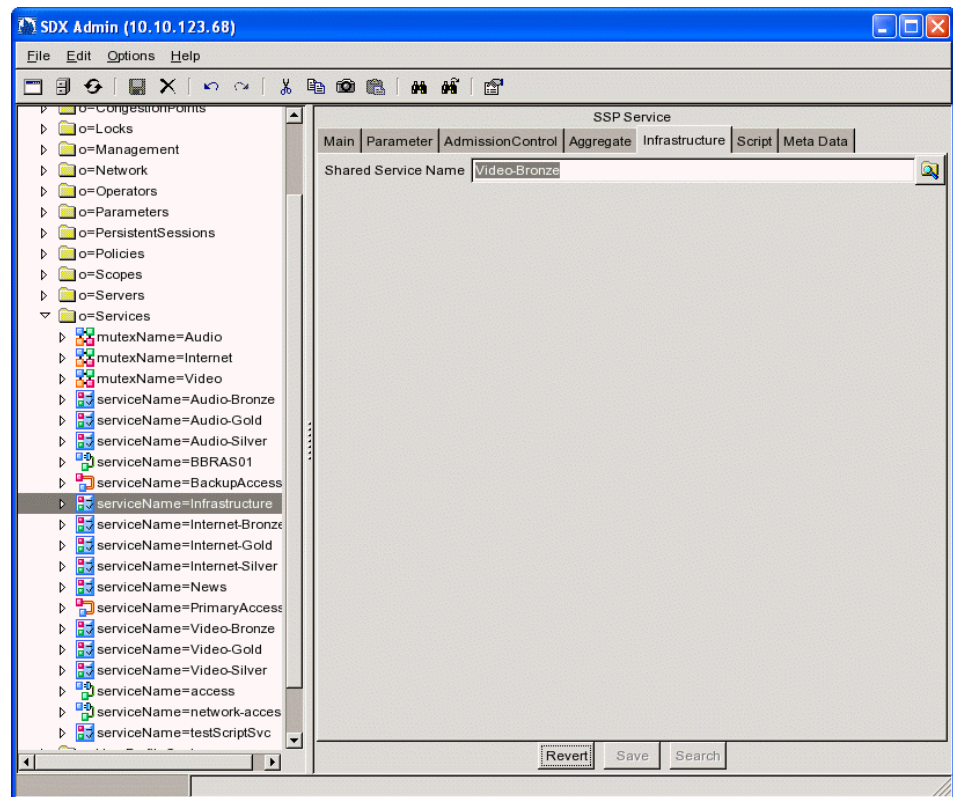 SDX Admin (10.10.123.68)
File Edit Options Help
o=CongestionPoints
o=Locks
o=Management
o=Network
o=Operators
o=Parameters
o=PersistentSessions
o=Policies
o=Scopes
o=Servers
o=Services
mutexName=Audio
mutexName=Internet
mutexName=Video
serviceName=Audio-Bronze
serviceName=Audio-Gold
serviceName=Audio-Silver
serviceName=BBRAS01
serviceName=BackupAccess
serviceName=Infrastructure
serviceName=Internet-Bronze
serviceName=Internet-Gold
serviceName=Internet-Silver
serviceName=News
serviceName=PrimaryAccess
serviceName=Video-Bronze
serviceName=Video-Gold
serviceName=Video-Silver
serviceName=access
serviceName=network-acces
serviceName=testScriptSvc
SSP Service
Main Parameter AdmissionControl Aggregate Infrastructure Script Meta Data
Shared Service Name Video-Bronze
Revert Save Search